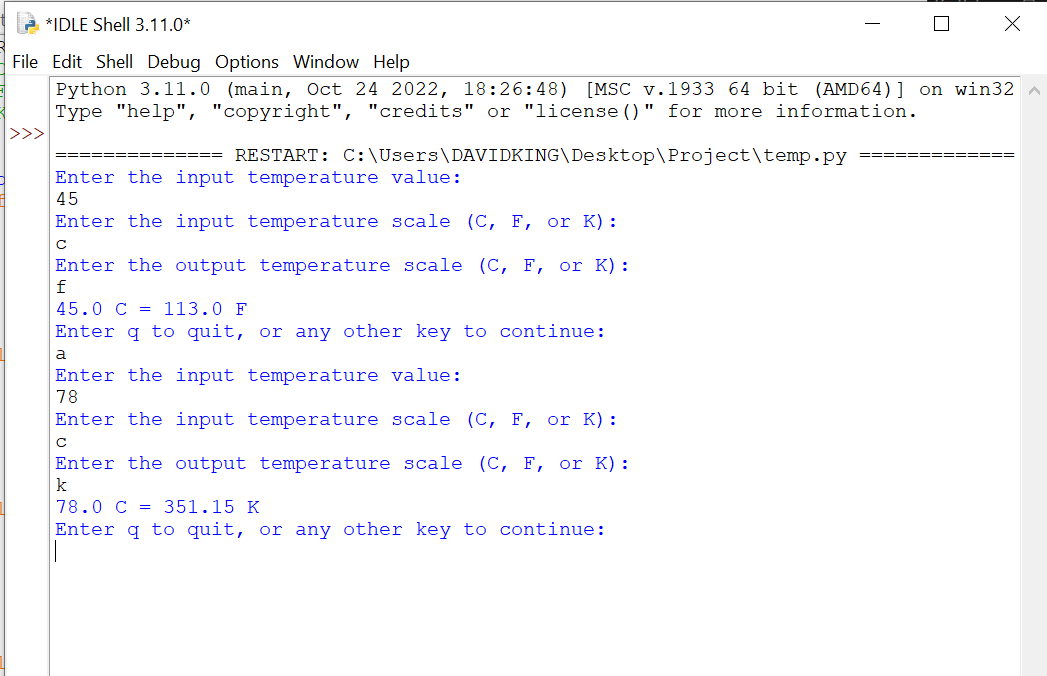 *IDLE Shell 3.11.0*
File Edit Shell Debug Options Window Help
Python 3.11.0 (main, Oct 24 2022, 18:26:48) [MSC v.1933 64 bit (AMD64)] on win32
Type "help", "copyright", "credits" or "license()" for more information.
>>>
============== RESTART: C:\Users\DAVIDKING\Desktop\Project\temp.py =============
Enter the input temperature value:
45
Enter the input temperature scale (C, F, or K):
c
Enter the output temperature scale (C, F, or K):
f
45.0 C = 113.0 F
Enter q to quit, or any other key to continue:
a
Enter the input temperature value:
78
Enter the input temperature scale (C, F, or K):
c
Enter the output temperature scale (C, F, or K):
k
78.0 C = 351.15 K
Enter q to quit, or any other key to continue: